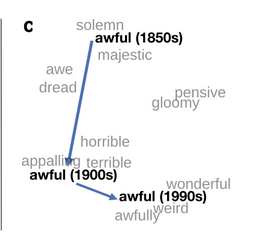 c
solemn
awful (1850s)
majestic
awe
dread
pensive
gloomy
horrible
appalling terrible
awful (1900s)
wonderful
awful (1990s)
weird
awfully